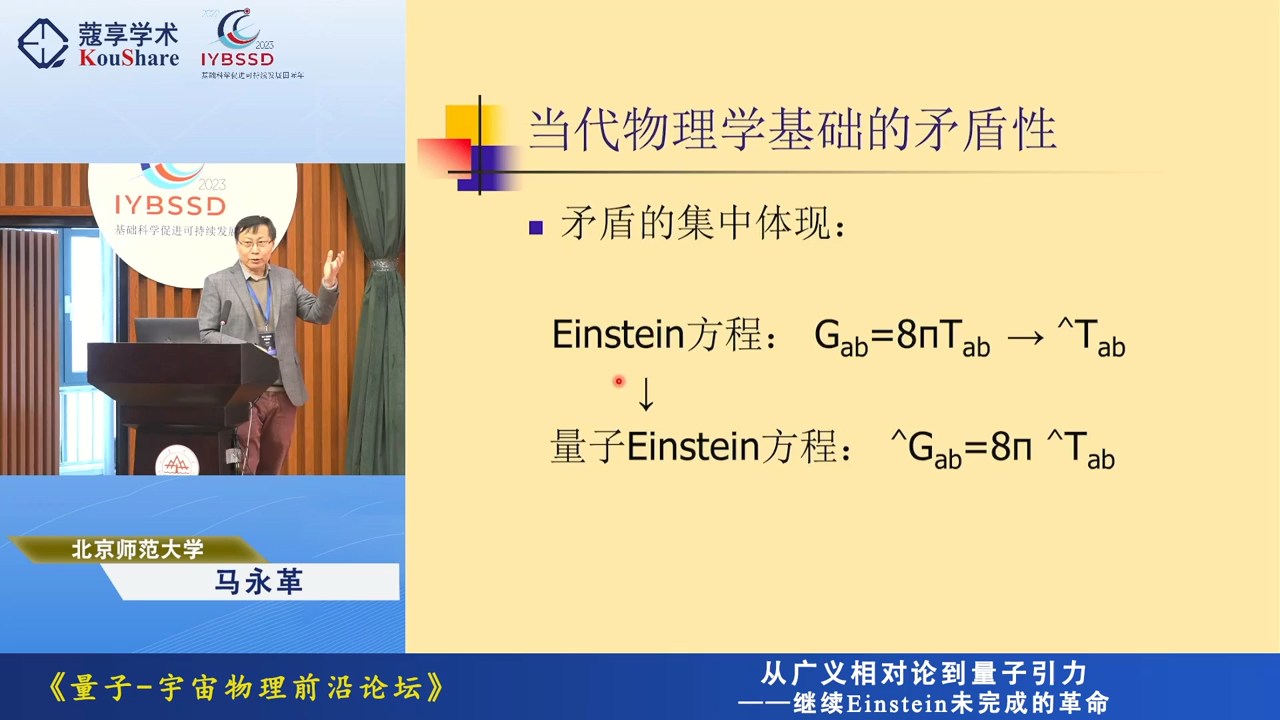 蔻享学术
KouShare
2022
2023
IYBSSD
基础科学促进可持续发展国际年
2023
IYBSSD
基础科学促进可持续发展
北京师范大学
马永革
当代物理学基础的矛盾性
矛盾的集中体现：
Einstein方程： Gab=8πTab → ^Tab
↓
量子Einstein方程： ^Gab=8π ^Tab
《量子-宇宙物理前沿论坛》
从广义相对论到量子引力
——继续Einstein未完成的革命